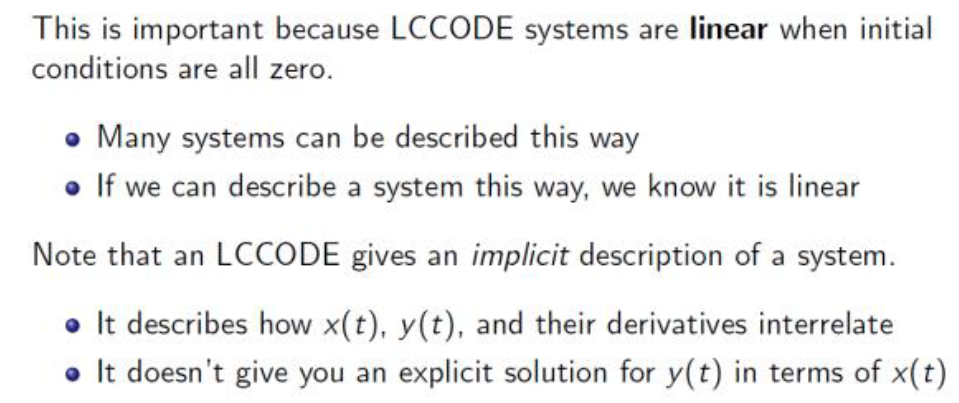 This is important because LCCODE systems are linear when initial
conditions are all zero.
Many systems can be described this way
If we can describe a system this way, we know it is linear
Note that an LCCODE gives an implicit description of a system.
It describes how x(t), y(t), and their derivatives interrelate
It doesn't give you an explicit solution for y(t) in terms of x(t)